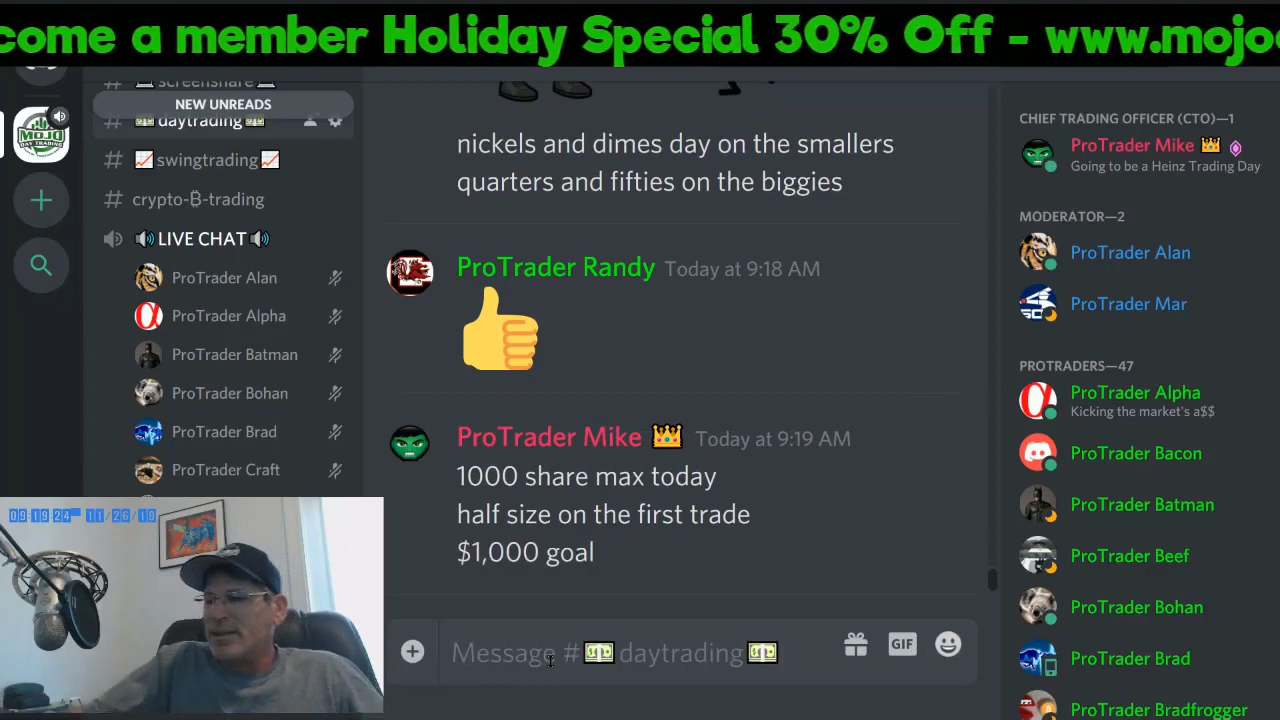 come a member Holiday Special 30% Off - www.mojo
# screenshare
NEW UNREADS
# daytrading
# swingtrading
# crypto-₿-trading
LIVE CHAT
ProTrader Alan
ProTrader Alpha
ProTrader Batman
ProTrader Bohan
ProTrader Brad
ProTrader Craft
MOJO
DAY TRADING
09:19:24 11/26/19
nickels and dimes day on the smallers
quarters and fifties on the biggies
ProTrader Randy Today at 9:18 AM
ProTrader Mike Today at 9:19 AM
1000 share max today
half size on the first trade
$1,000 goal
Message # daytrading
GIF
CHIEF TRADING OFFICER (CTO)—1
ProTrader Mike
Going to be a Heinz Trading Day
MODERATOR—2
ProTrader Alan
ProTrader Mar
PROTRADERS—47
ProTrader Alpha
Kicking the market's a$$
ProTrader Bacon
ProTrader Batman
ProTrader Beef
ProTrader Bohan
ProTrader Brad
ProTrader Bradfrogger